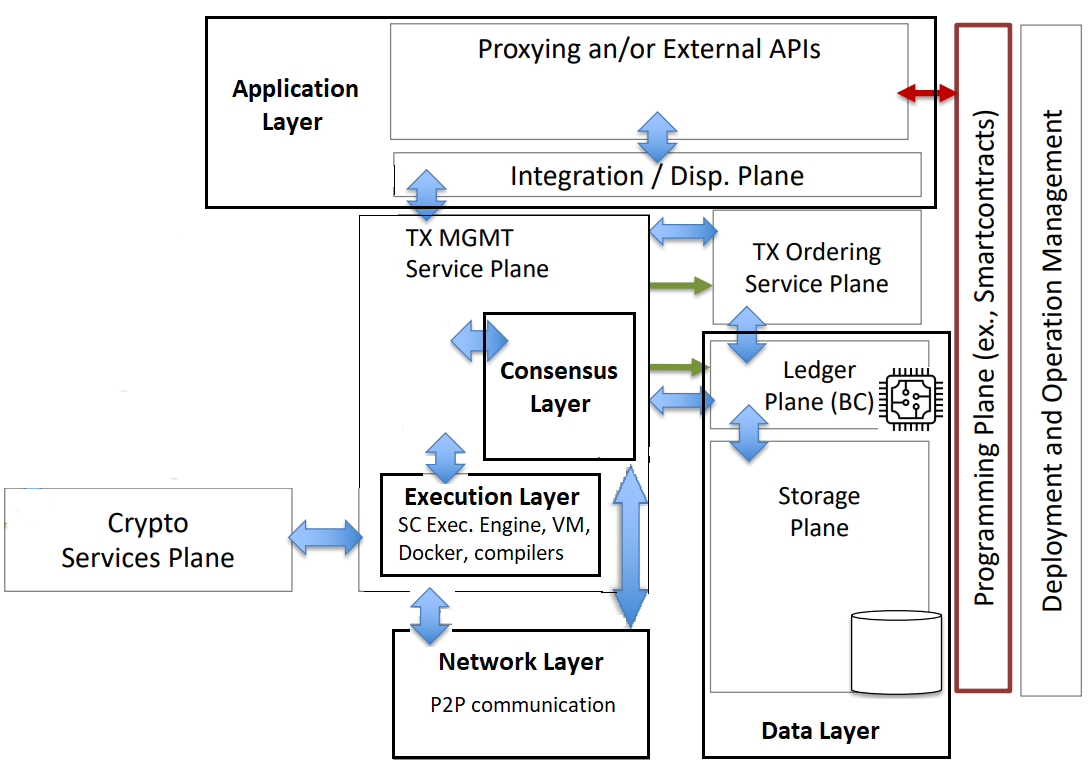 Proxying an/or External APIs
Application
Layer
Integration / Disp. Plane
TX MGMT
Service Plane
TX Ordering
Service Plane
Consensus
Layer
Ledger
Plane (BC)
Execution Layer
SC Exec. Engine, VM,
Docker, compilers
Storage
Plane
Crypto
Services Plane
Network Layer
P2P communication
Data Layer
Programming Plane (ex., Smartcontracts)
Deployment and Operation Management